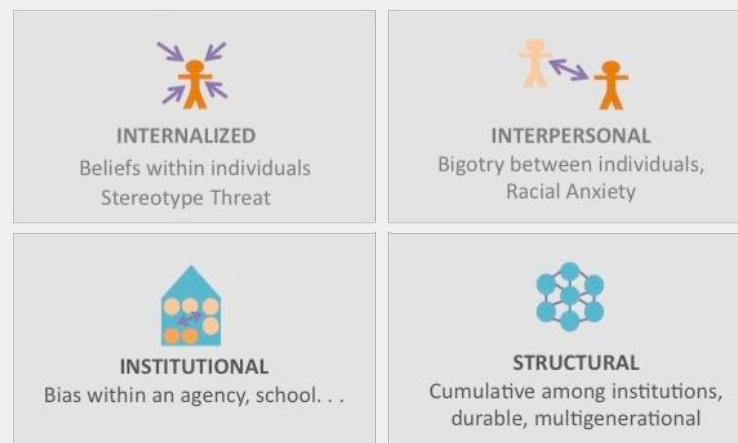 INTERNALIZED
Beliefs within individuals
Stereotype Threat
INTERPERSONAL
Bigotry between individuals,
Racial Anxiety
INSTITUTIONAL
Bias within an agency, school. . .
STRUCTURAL
Cumulative among institutions,
durable, multigenerational